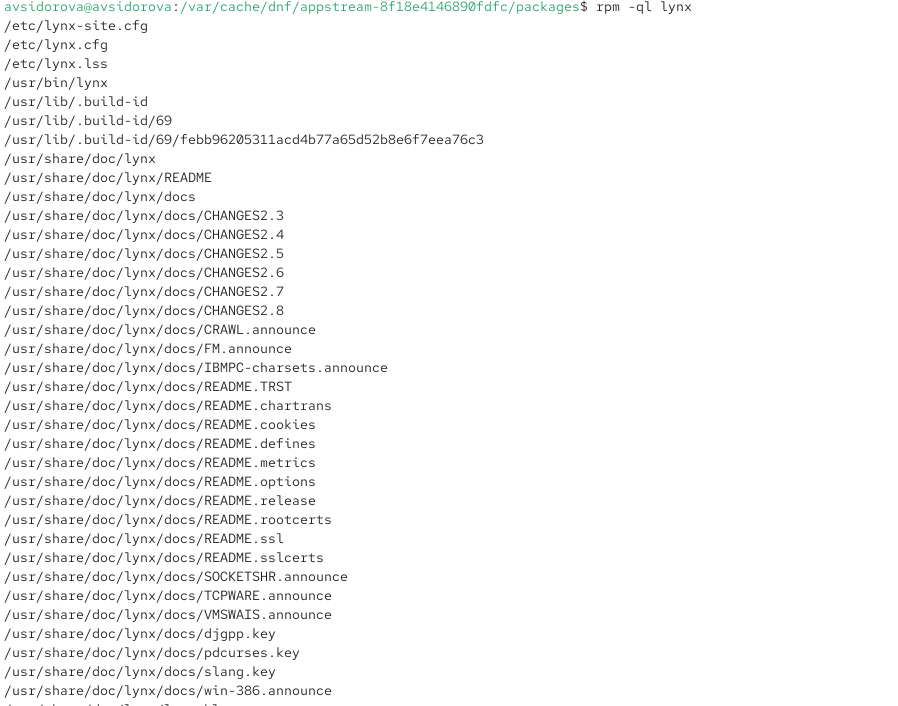 avsidorova@avsidorova:/var/cache/dnf/appstream-8f18e4146890fdfc/packages$ rpm -ql lynx
/etc/lynx-site.cfg
/etc/lynx.cfg
/etc/lynx.lss
/usr/bin/lynx
/usr/lib/.build-id
/usr/lib/.build-id/69
/usr/lib/.build-id/69/febb96205311acd4b77a65d52b8e6f7eea76c3
/usr/share/doc/lynx
/usr/share/doc/lynx/README
/usr/share/doc/lynx/docs
/usr/share/doc/lynx/docs/CHANGES2.3
/usr/share/doc/lynx/docs/CHANGES2.4
/usr/share/doc/lynx/docs/CHANGES2.5
/usr/share/doc/lynx/docs/CHANGES2.6
/usr/share/doc/lynx/docs/CHANGES2.7
/usr/share/doc/lynx/docs/CHANGES2.8
/usr/share/doc/lynx/docs/CRAWL.announce
/usr/share/doc/lynx/docs/FM.announce
/usr/share/doc/lynx/docs/IBMPC-charsets.announce
/usr/share/doc/lynx/docs/README.TRST
/usr/share/doc/lynx/docs/README.chartrans
/usr/share/doc/lynx/docs/README.cookies
/usr/share/doc/lynx/docs/README.defines
/usr/share/doc/lynx/docs/README.metrics
/usr/share/doc/lynx/docs/README.options
/usr/share/doc/lynx/docs/README.release
/usr/share/doc/lynx/docs/README.rootcerts
/usr/share/doc/lynx/docs/README.ssl
/usr/share/doc/lynx/docs/README.sslcerts
/usr/share/doc/lynx/docs/SOCKETSHR.announce
/usr/share/doc/lynx/docs/TCPWARE.announce
/usr/share/doc/lynx/docs/VMSWAIS.announce
/usr/share/doc/lynx/docs/djgpp.key
/usr/share/doc/lynx/docs/pdcurses.key
/usr/share/doc/lynx/docs/slang.key
/usr/share/doc/lynx/docs/win-386.announce